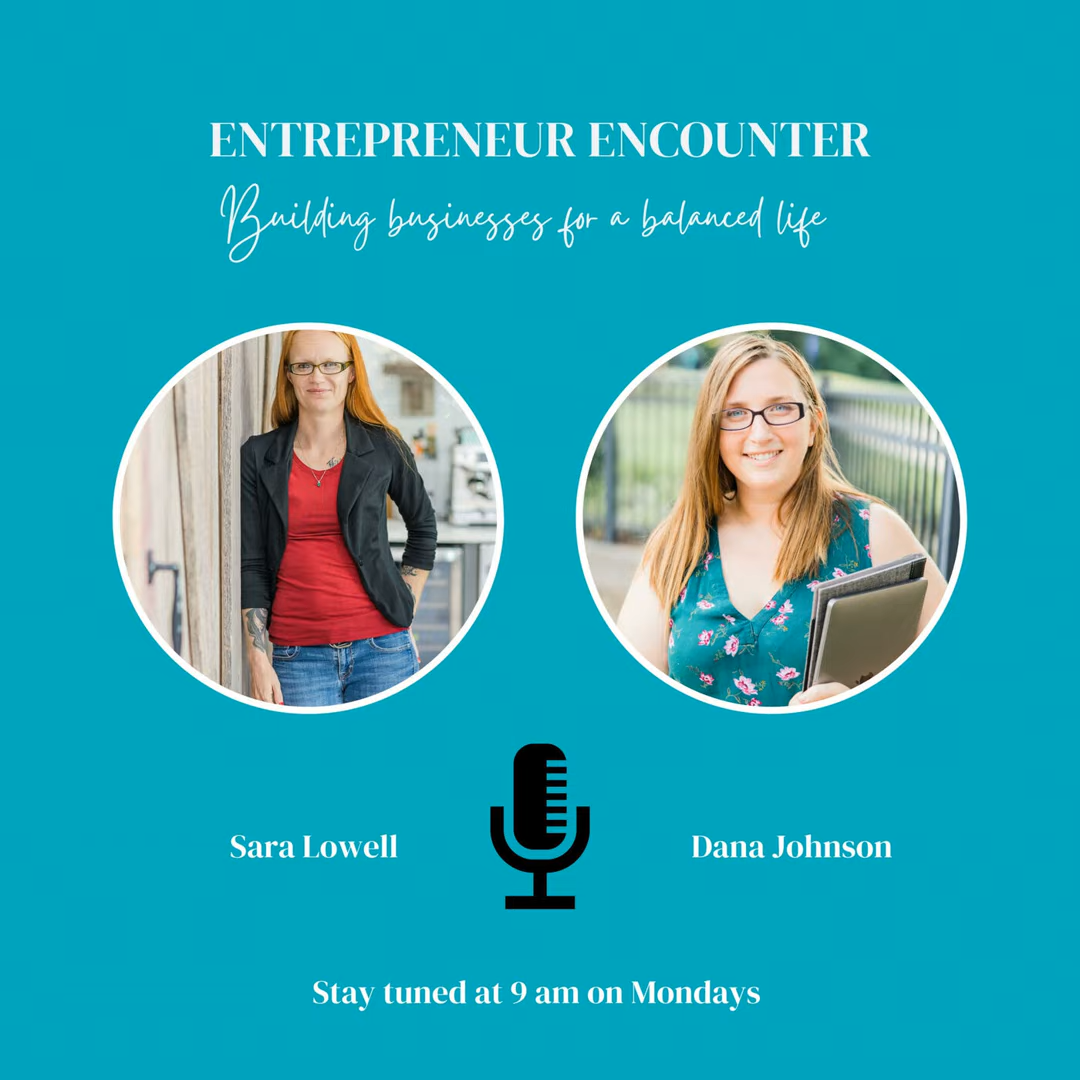 ENTREPRENEUR ENCOUNTER
Building businesses for a balanced life
Sara Lowell
Dana Johnson
Stay tuned at 9 am on Mondays